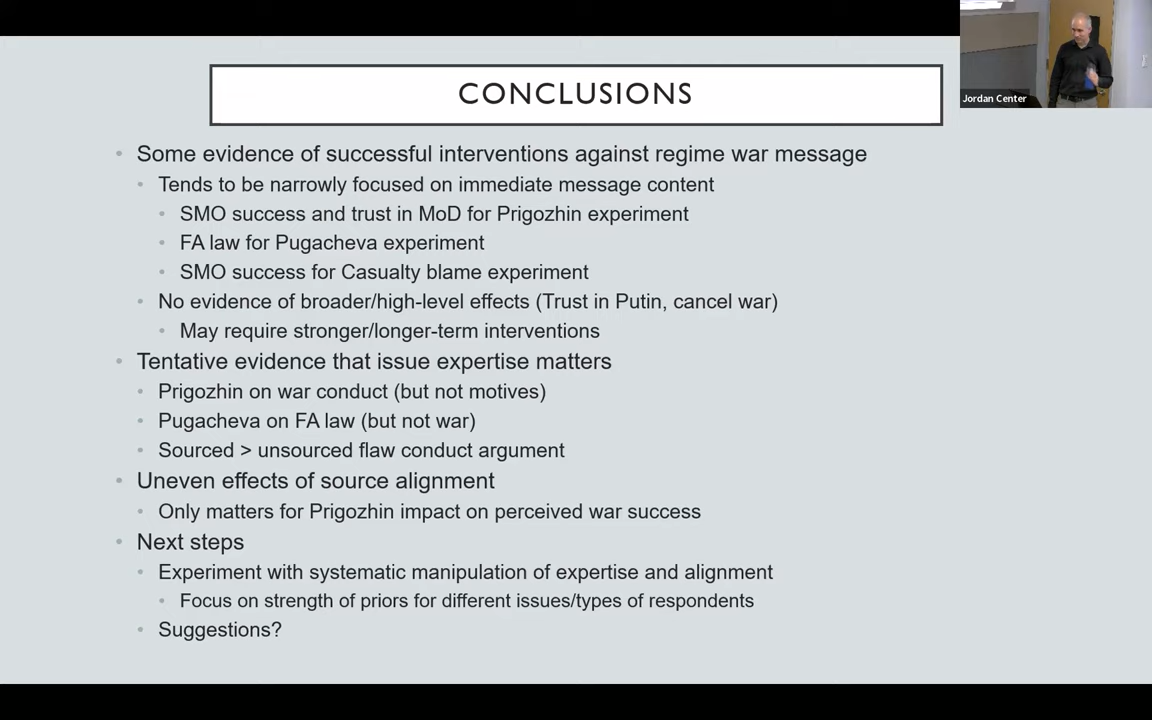 CONCLUSIONS
Jordan Center
• Some evidence of successful interventions against regime war message
• Tends to be narrowly focused on immediate message content
• SMO success and trust in MoD for Prigozhin experiment
• FA law for Pugacheva experiment
• SMO success for Casualty blame experiment
• No evidence of broader/high-level effects (Trust in Putin, cancel war)
• May require stronger/longer-term interventions
• Tentative evidence that issue expertise matters
• Prigozhin on war conduct (but not motives)
• Pugacheva on FA law (but not war)
• Sourced > unsourced flaw conduct argument
• Uneven effects of source alignment
• Only matters for Prigozhin impact on perceived war success
• Next steps
• Experiment with systematic manipulation of expertise and alignment
• Focus on strength of priors for different issues/types of respondents
• Suggestions?